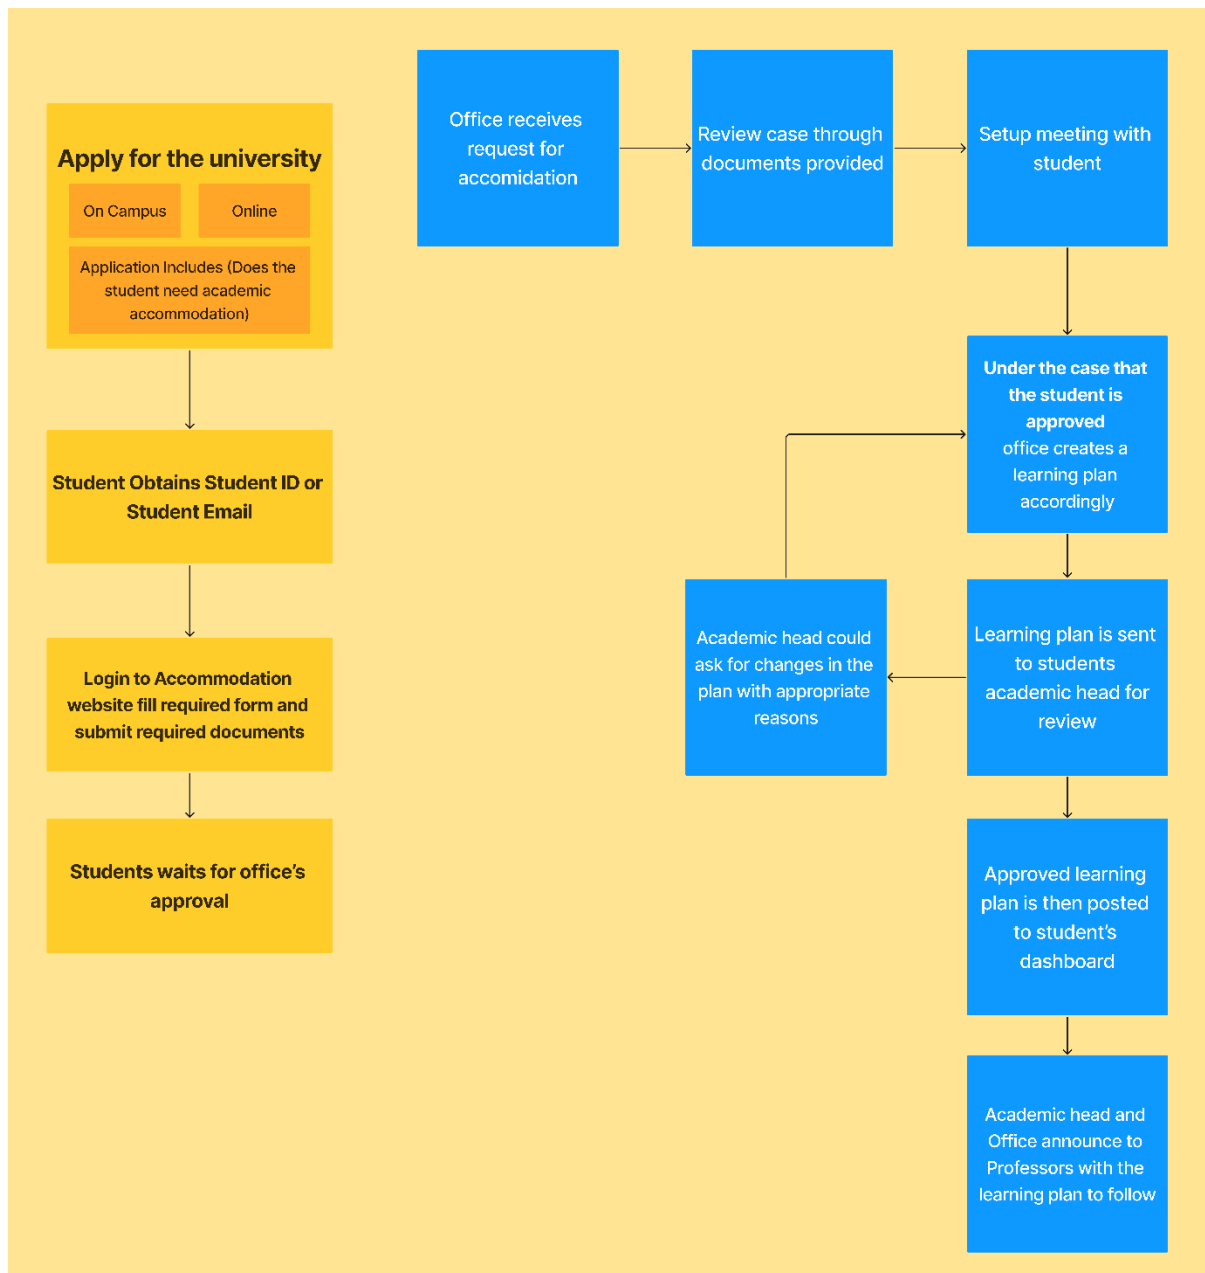 Apply for the university
On Campus
Online
Application Includes (Does the
student need academic
accommodation)
Student Obtains Student ID or
Student Email
Login to Accommodation
website fill required form and
submit required documents
Students waits for office’s
approval
Office receives
request for
accomidation
Review case through
documents provided
Setup meeting with
student
Under the case that
the student is
approved
office creates a
learning plan
accordingly
Academic head could
ask for changes in the
plan with appropriate
reasons
Learning plan is sent
to students
academic head for
review
Approved learning
plan is then posted
to student’s
dashboard
Academic head and
Office announce to
Professors with the
learning plan to follow